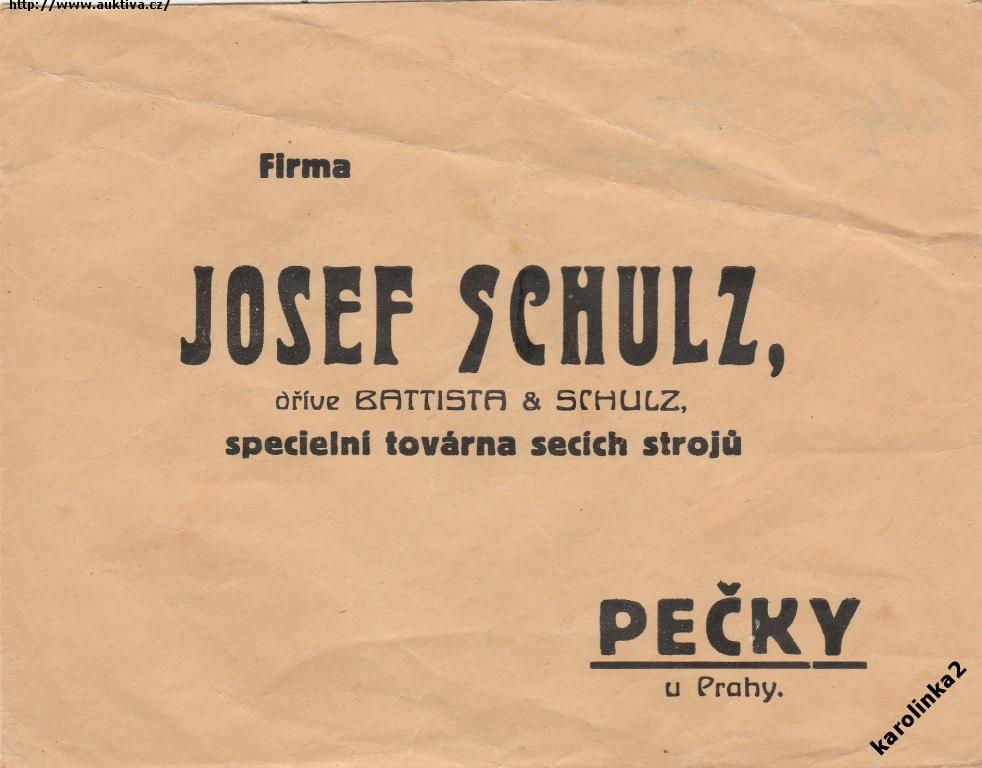 http://www.auktiva.cz/
Firma
JOSEF SCHULZ,
dříve BATTISTA & SCHULZ,
specielní továrna secích strojů
PEČKY
u Prahy.
karolinka2